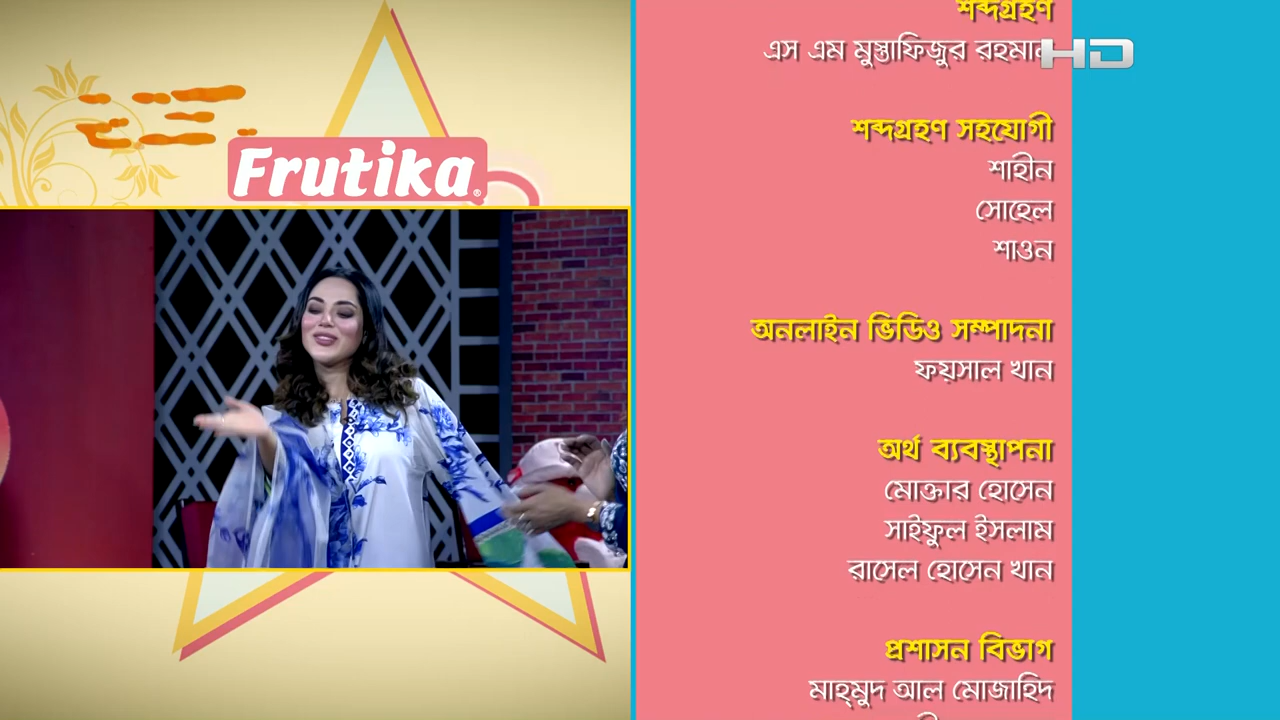 Frutika®
HD
শব্দগ্রহণ
এস এম মুস্তাফিজুর রহমান
শব্দগ্রহণ সহযোগী
শাহীন
সোহেল
শাওন
অনলাইন ভিডিও সম্পাদনা
ফয়সাল খান
অর্থ ব্যবস্থাপনা
মোক্তার হোসেন
সাইফুল ইসলাম
রাসেল হোসেন খান
প্রশাসন বিভাগ
মাহ্মুদ আল মোজাহিদ